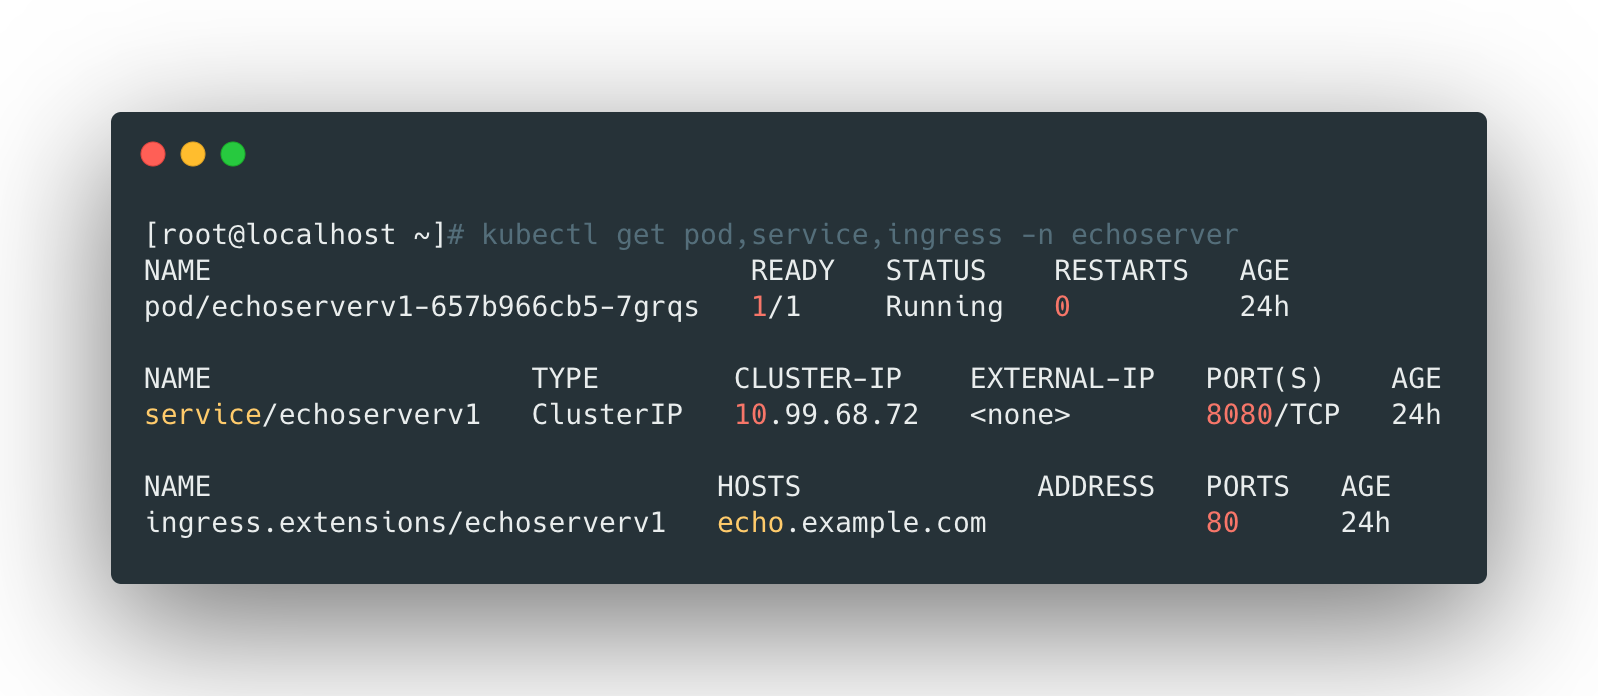 [root@localhost ~]# kubectl get pod,service,ingress -n echoserver
NAME                                READY   STATUS    RESTARTS   AGE
pod/echoserverv1-657b966cb5-7grqs   1/1     Running   0          24h

NAME                   TYPE        CLUSTER-IP    EXTERNAL-IP   PORT(S)    AGE
service/echoserverv1   ClusterIP   10.99.68.72   <none>        8080/TCP   24h

NAME                              HOSTS              ADDRESS   PORTS   AGE
ingress.extensions/echoserverv1   echo.example.com             80      24h